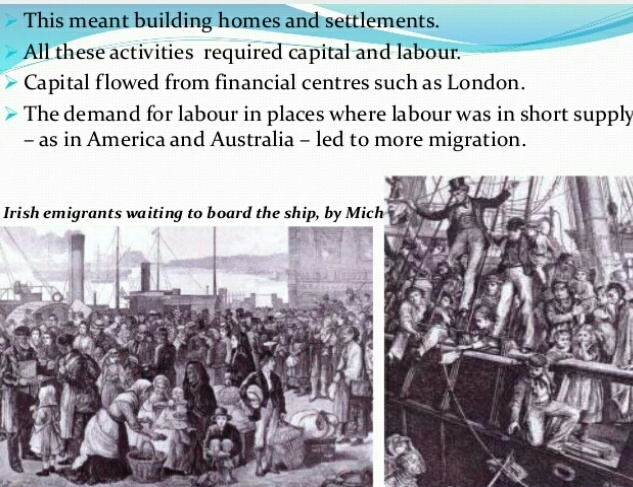 This meant building homes and settlements.
All these activities required capital and labour.
Capital flowed from financial centres such as London.
The demand for labour in places where labour was in short supply
– as in America and Australia – led to more migration.
Irish emigrants waiting to board the ship, by Mich